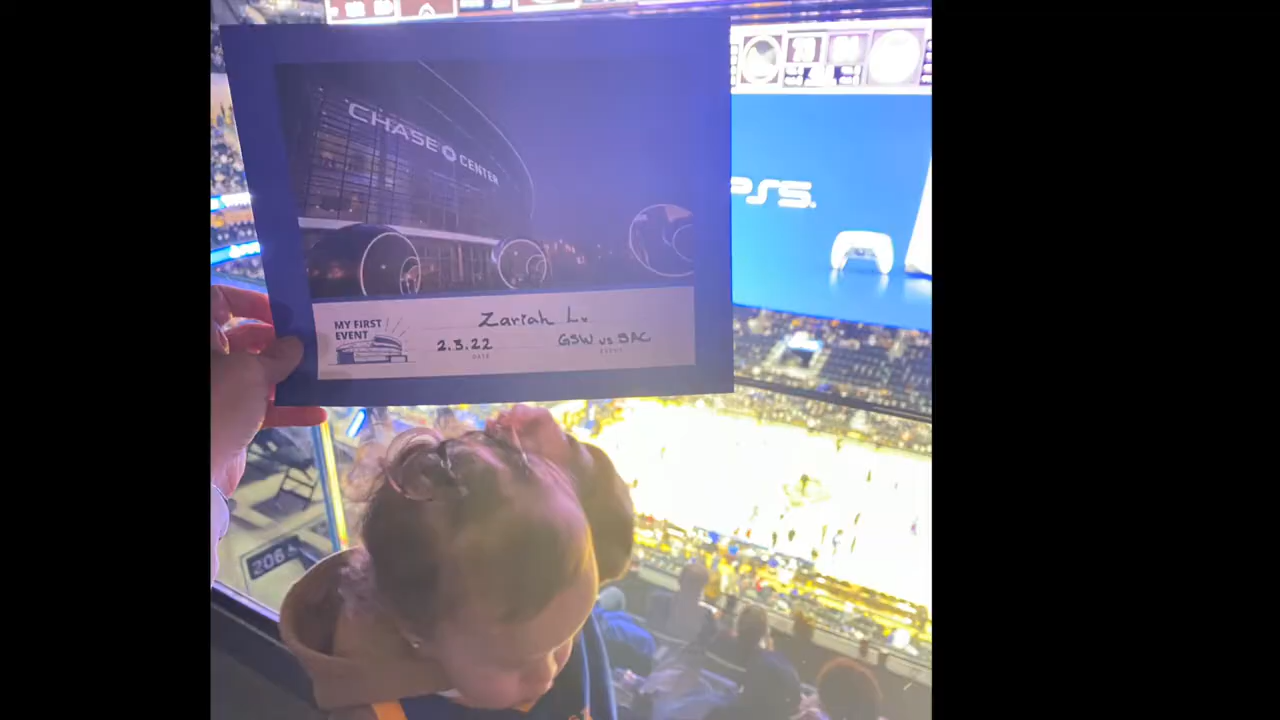 CHASE CENTER
PS5.
MY FIRST
EVENT
Zariah L.
2.3.22
DATE
GSW vs. SAC
EVENT
206